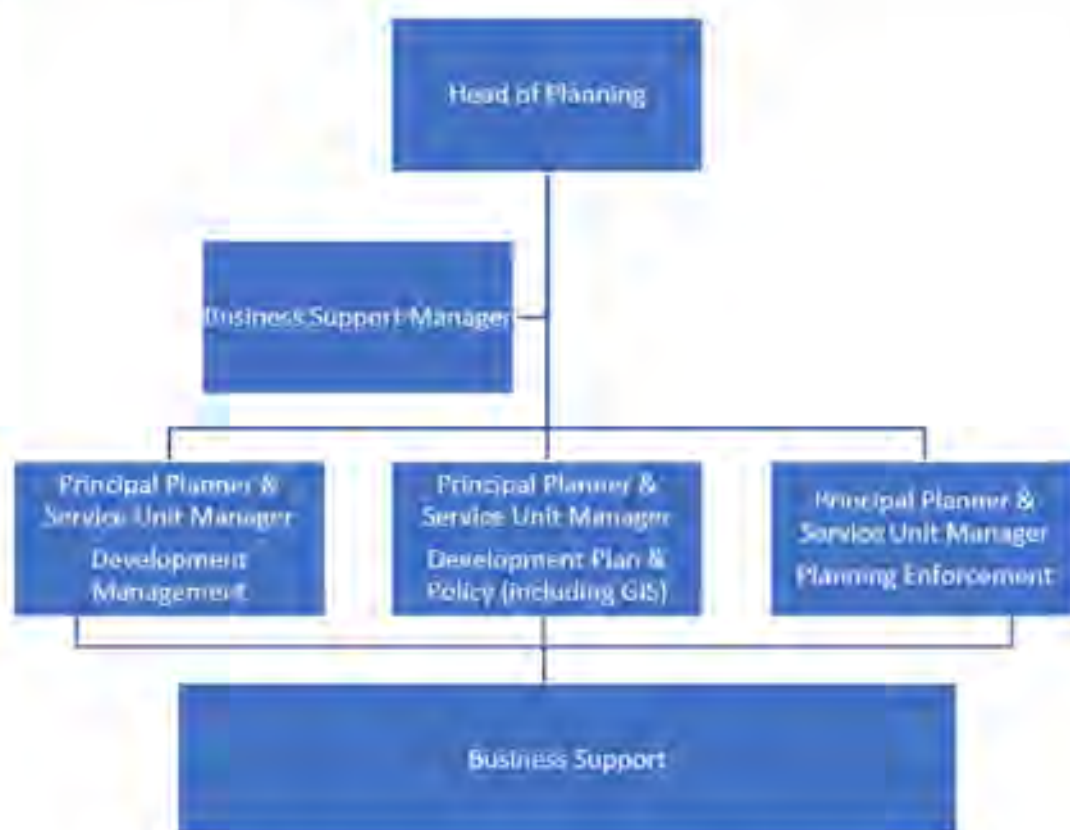 Head of Planning
Business Support Manager
Principal Planner &
Service Unit Manager
Development
Management
Principal Planner &
Service Unit Manager
Development Plan &
Policy (including GIS)
Principal Planner &
Service Unit Manager
Planning Enforcement
Business Support